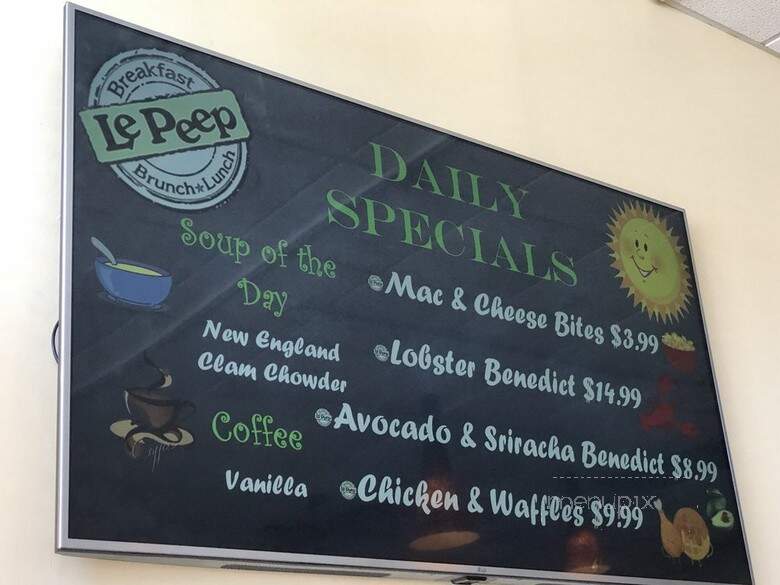 Breakfast
Le Peep
Brunch★Lunch
DAILY
SPECIALS
Soup of the
Day
New England
Clam Chowder
Coffee
Vanilla
Mac & Cheese Bites $3.99
Lobster Benedict $14.99
Avocado & Sriracha Benedict $8.99
Chicken & Waffles $9.99
menupix